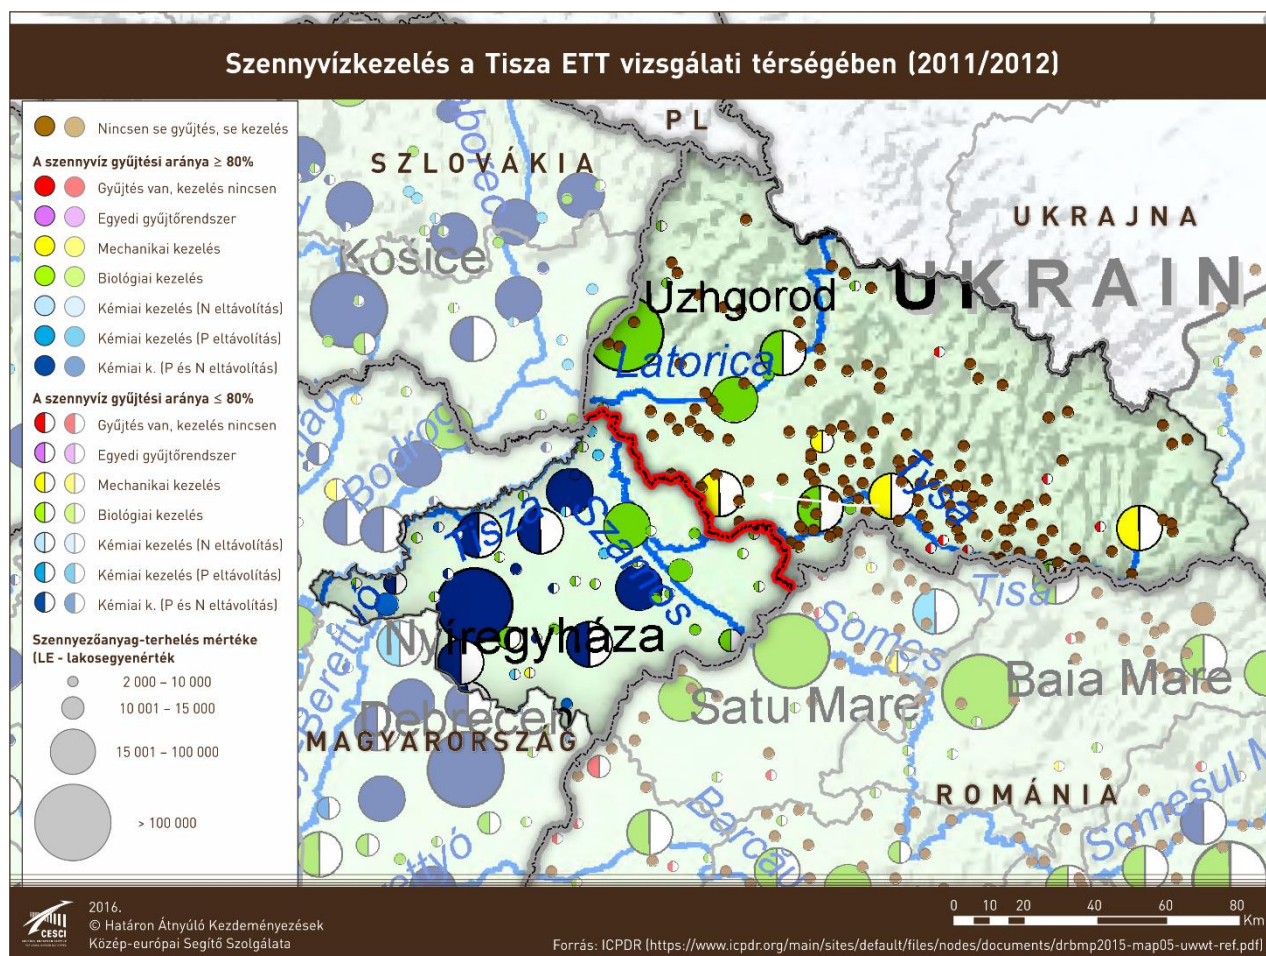 Szennyvízkezelés a Tisza ETT vizsgálati térségében (2011/2012)
Nincsen se gyűjtés, se kezelés
A szennyvíz gyűjtési aránya ≥ 80%
Gyűjtés van, kezelés nincsen
Egyedi gyűjtőrendszer
Mechanikai kezelés
Biológiai kezelés
Kémiai kezelés (N eltávolítás)
Kémiai kezelés (P eltávolítás)
Kémiai k. (P és N eltávolítás)
A szennyvíz gyűjtési aránya ≤ 80%
Gyűjtés van, kezelés nincsen
Egyedi gyűjtőrendszer
Mechanikai kezelés
Biológiai kezelés
Kémiai kezelés (N eltávolítás)
Kémiai kezelés (P eltávolítás)
Kémiai k. (P és N eltávolítás)
Szennyezőanyag-terhelés mértéke
(LE - lakosegyenérték
2 000 – 10 000
10 001 – 15 000
15 001 – 100 000
> 100 000
PL
SZLOVÁKIA
UKRAJNA
Košice
UKRAIN
Uzhgorod
Latorica
Bodrog
Tysa
Tisza
Szamos
Tisa
Nyíregyháza
Somes
Satu Mare
Baia Mare
Debrecen
MAGYARORSZÁG
ROMÁNIA
Barcău
Somesul M
CESCI
2016.
© Határon Átnyúló Kezdeményezések
Közép-európai Segítő Szolgálata
0 10 20 40 60 80
Km
Forrás: ICPDR (https://www.icpdr.org/main/sites/default/files/nodes/documents/drbmp2015-map05-uwwt-ref.pdf)